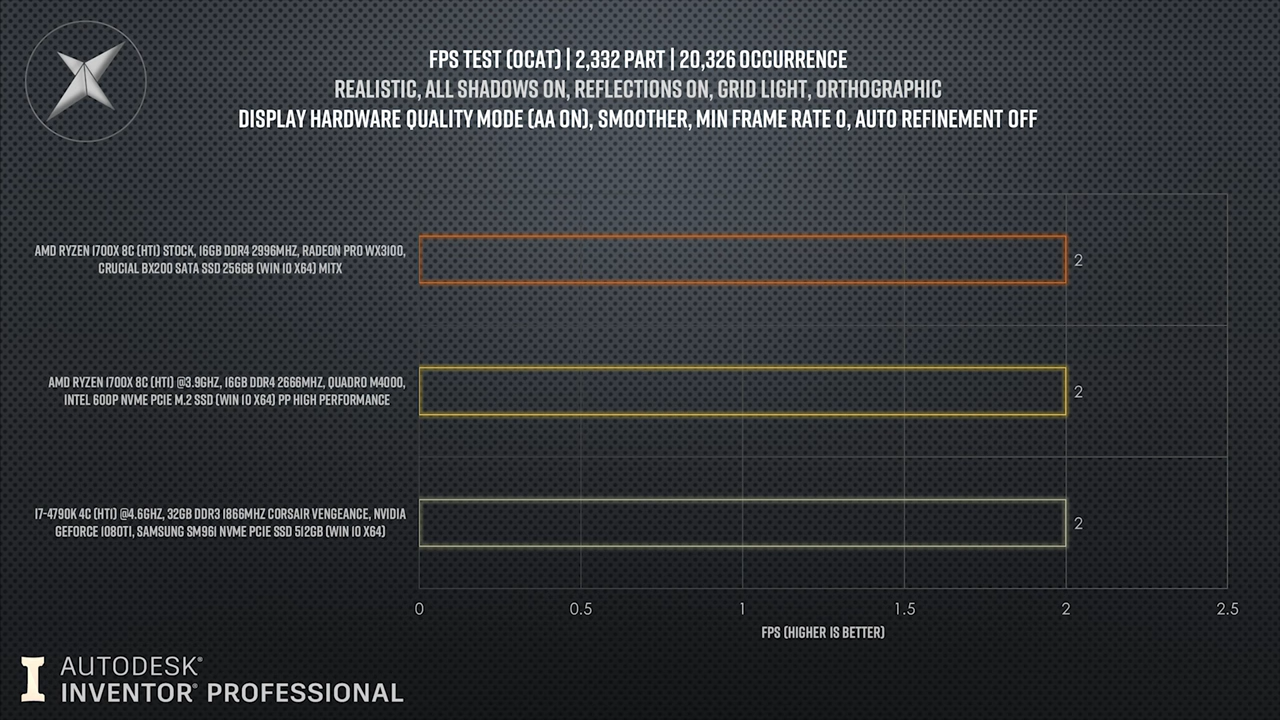 FPS TEST (OCAT) | 2,332 PART | 20,326 OCCURRENCE
REALISTIC, ALL SHADOWS ON, REFLECTIONS ON, GRID LIGHT, ORTHOGRAPHIC
DISPLAY HARDWARE QUALITY MODE (AA ON), SMOOTHER, MIN FRAME RATE 0, AUTO REFINEMENT OFF
AMD RYZEN 1700X 8C (HT1) STOCK, 16GB DDR4 2996MHZ, RADEON PRO WX3100,
CRUCIAL BX200 SATA SSD 256GB (WIN 10 X64) MITX
2
AMD RYZEN 1700X 8C (HT1) @3.9GHZ, 16GB DDR4 2666MHZ, QUADRO M4000,
INTEL 600P NVME PCIE M.2 SSD (WIN 10 X64) PP HIGH PERFORMANCE
2
I7-4790K 4C (HT1) @4.6GHZ, 32GB DDR3 1866MHZ CORSAIR VENGEANCE, NVIDIA
GEFORCE 1080TI, SAMSUNG SM961 NVME PCIE SSD 512GB (WIN 10 X64)
2
0 0.5 1 1.5 2 2.5
FPS (HIGHER IS BETTER)
I AUTODESK®
INVENTOR® PROFESSIONAL